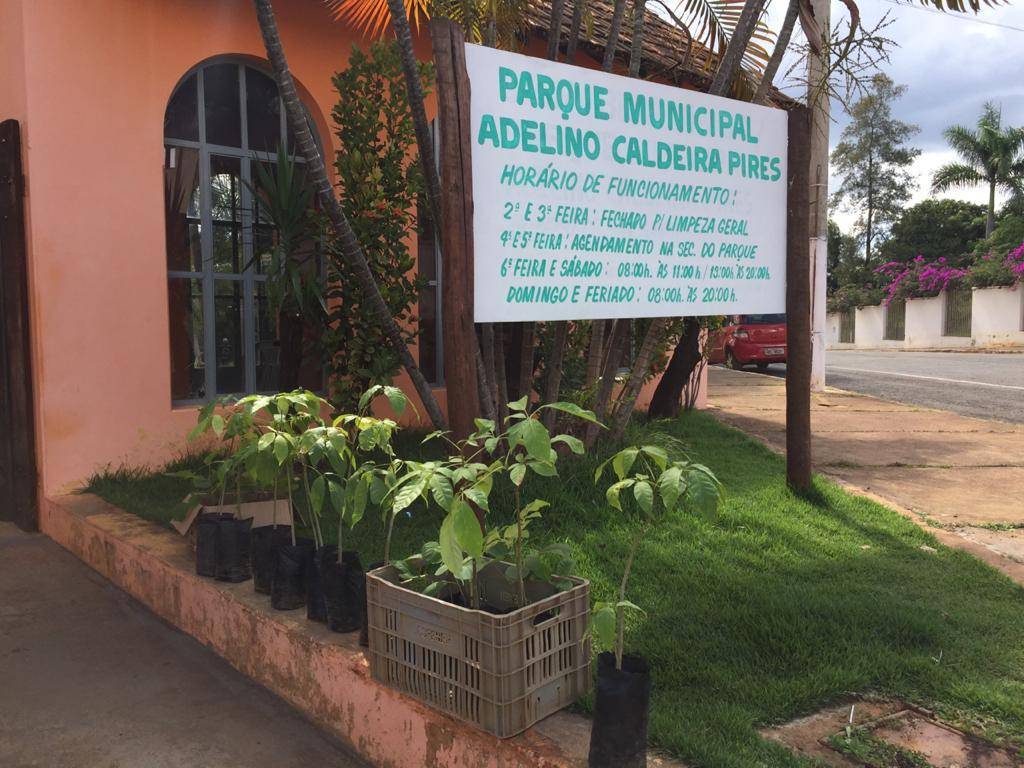 PARQUE MUNICIPAL
ADELINO CALDEIRA PIRES
HORÁRIO DE FUNCIONAMENTO:
2ª E 3ª FEIRA: FECHADO P/ LIMPEZA GERAL
4ª E 5ª FEIRA: AGENDAMENTO NA SEC. DO PARQUE
6ª FEIRA E SÁBADO: 08:00h. ÀS 11:00h / 13:00h. ÀS 20:00h.
DOMINGO E FERIADO: 08:00h. ÀS 20:00h.